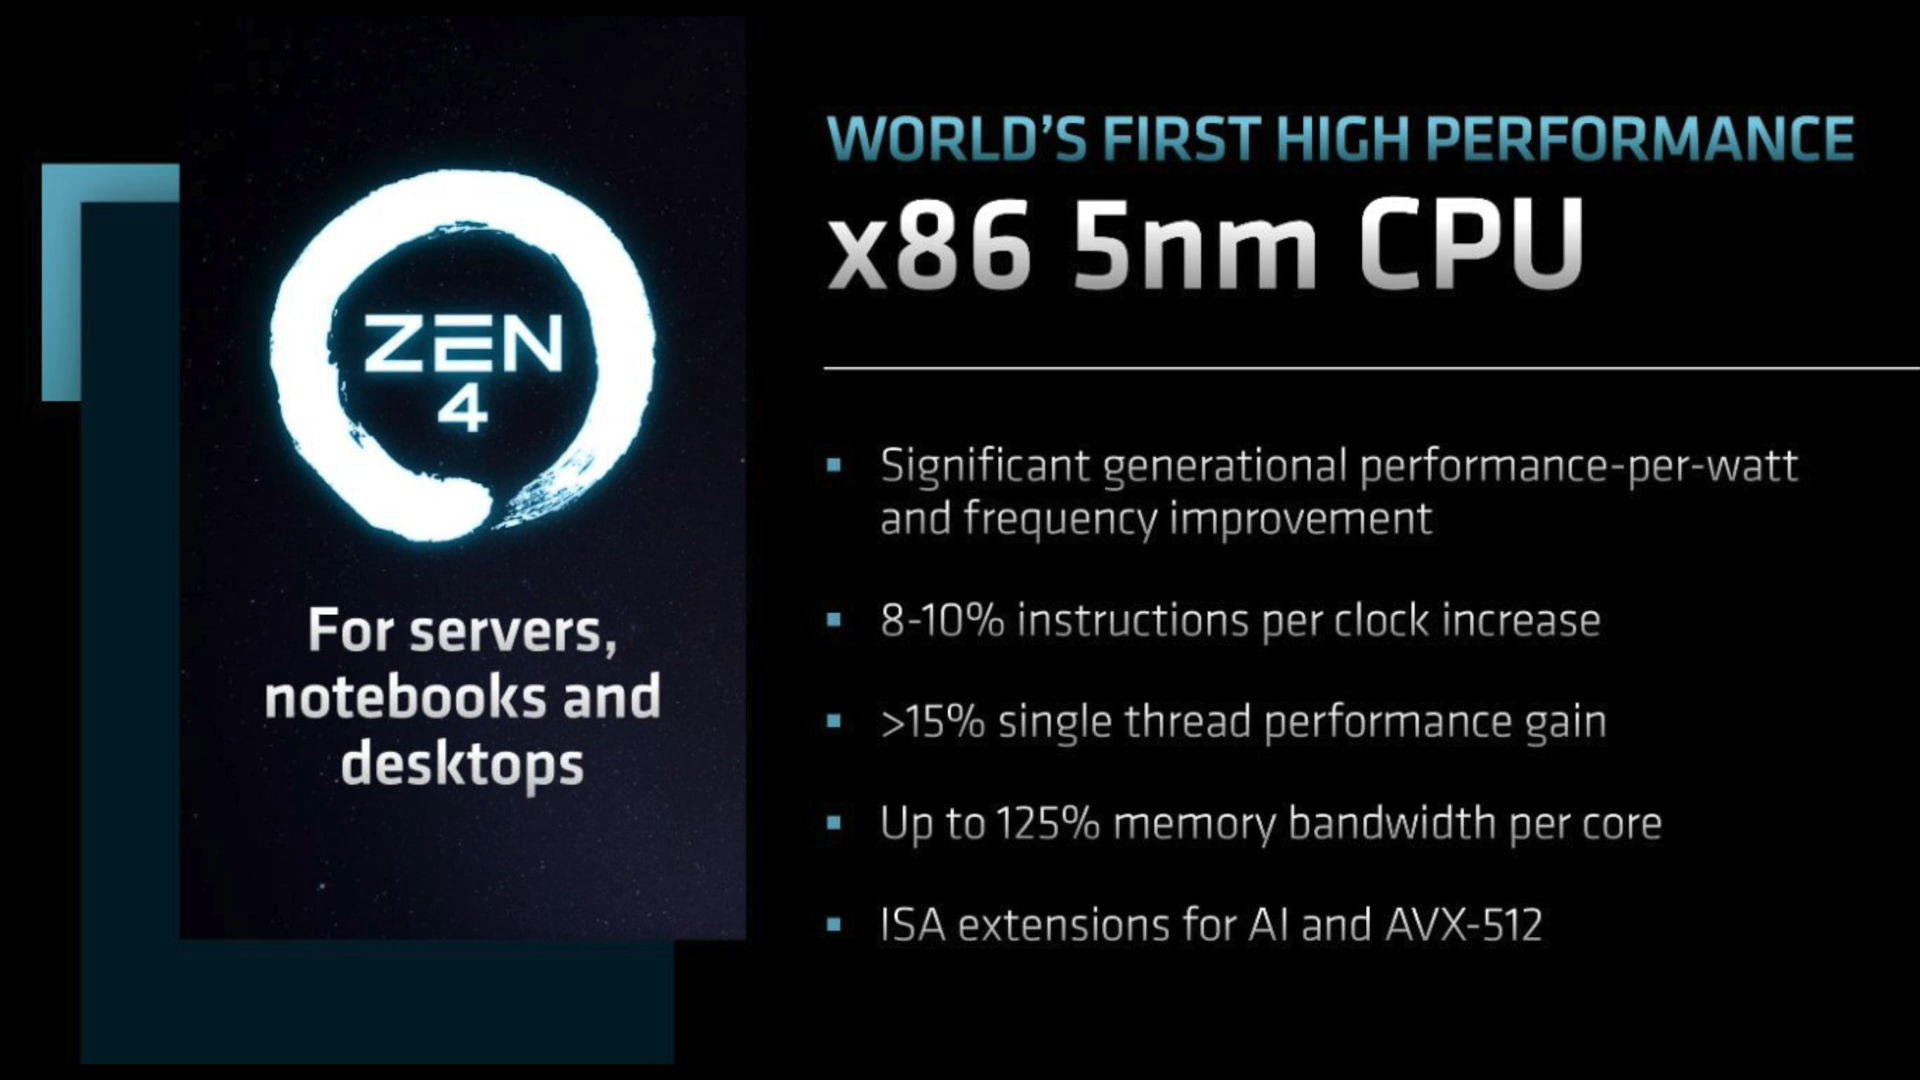 ZEN
4
For servers,
notebooks and
desktops
WORLD'S FIRST HIGH PERFORMANCE
x86 5nm CPU
Significant generational performance-per-watt
and frequency improvement
8-10% instructions per clock increase
>15% single thread performance gain
Up to 125% memory bandwidth per core
ISA extensions for AI and AVX-512